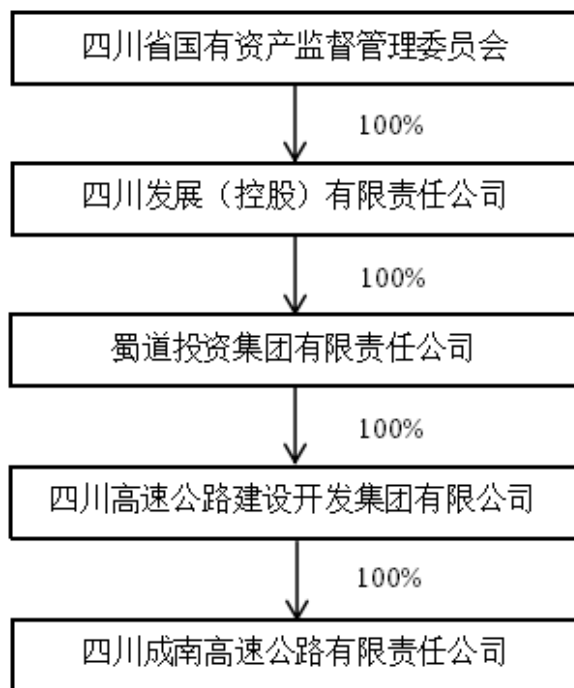 四川省国有资产监督管理委员会
100%
四川发展（控股）有限责任公司
100%
蜀道投资集团有限责任公司
100%
四川高速公路建设开发集团有限公司
100%
四川成南高速公路有限责任公司